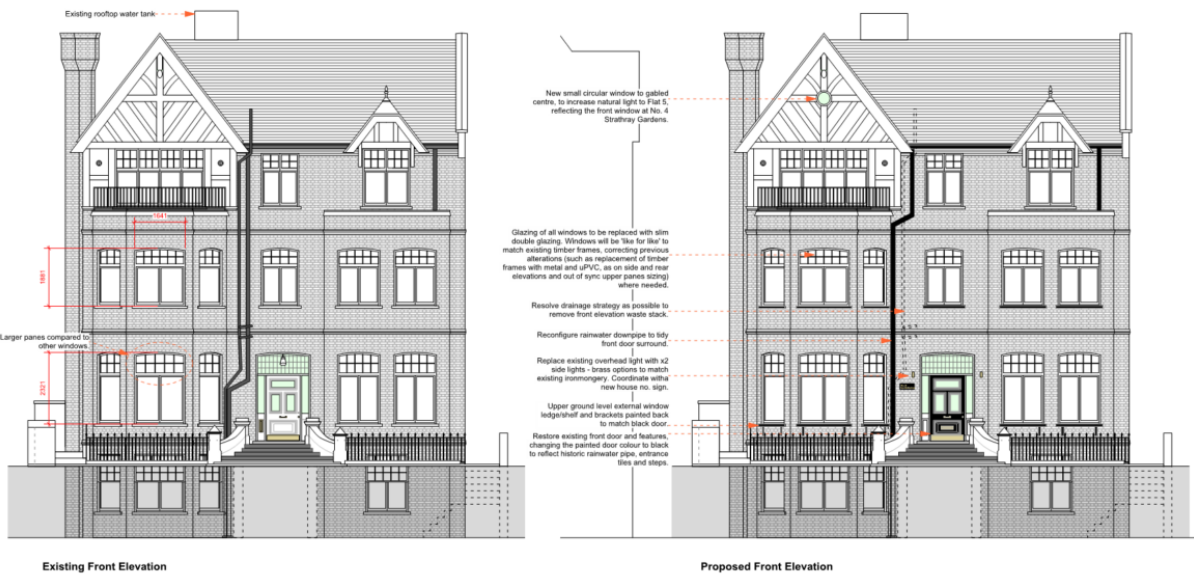 Existing rooftop water tank
1641
1681
Larger panes compared to
other windows.
2321
Existing Front Elevation
New small circular window to gabled
centre, to increase natural light to Flat 5,
reflecting the front window at No. 4
Strathray Gardens.
Glazing of all windows to be replaced with slim
double glazing. Windows will be 'like for like' to
match existing timber frames, correcting previous
alterations (such as replacement of timber
frames with metal and uPVC, as on side and rear
elevations and out of sync upper panes sizing)
where needed.
Resolve drainage strategy as possible to
remove front elevation waste stack.
Reconfigure rainwater downpipe to tidy
front door surround.
Replace existing overhead light with x2
side lights - brass options to match
existing ironmongery. Coordinate witha
new house no. sign.
Upper ground level external window
ledge/shelf and brackets painted back
to match black door.
Restore existing front door and features,
changing the painted door colour to black
to reflect historic rainwater pipe, entrance
tiles and steps.
Proposed Front Elevation